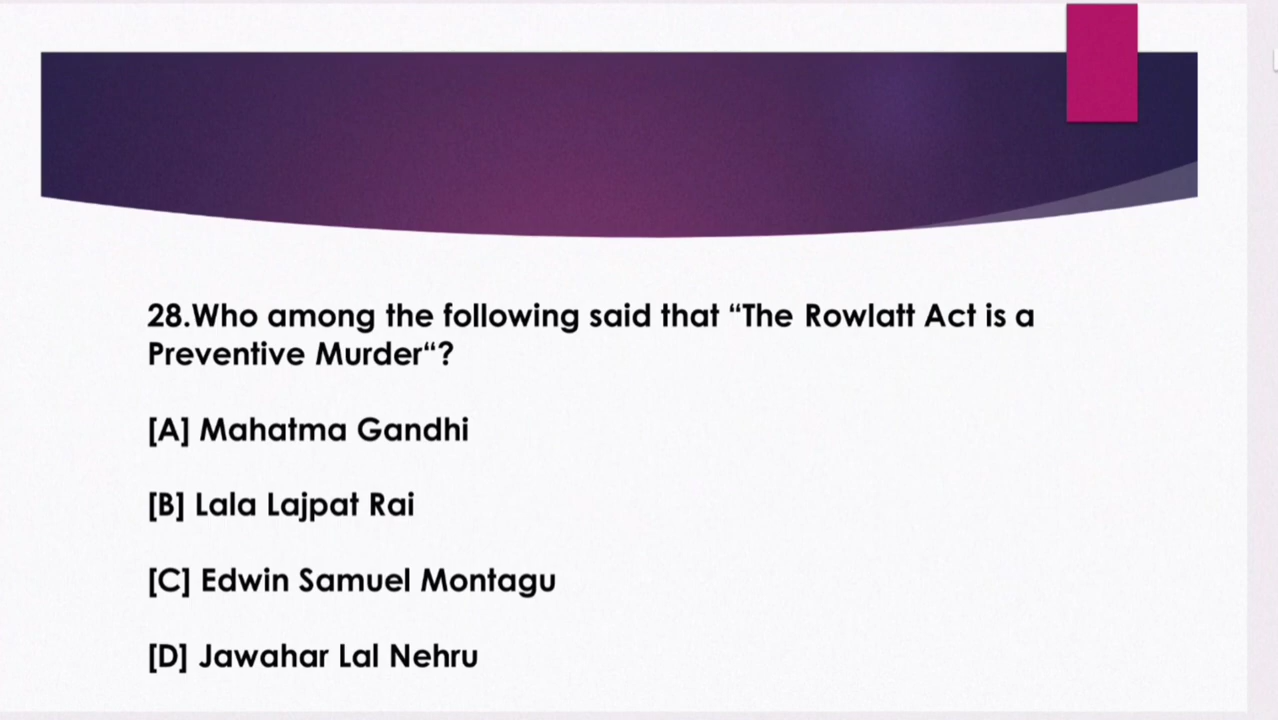 28.Who among the following said that “The Rowlatt Act is a
Preventive Murder“?
[A] Mahatma Gandhi
[B] Lala Lajpat Rai
[C] Edwin Samuel Montagu
[D] Jawahar Lal Nehru